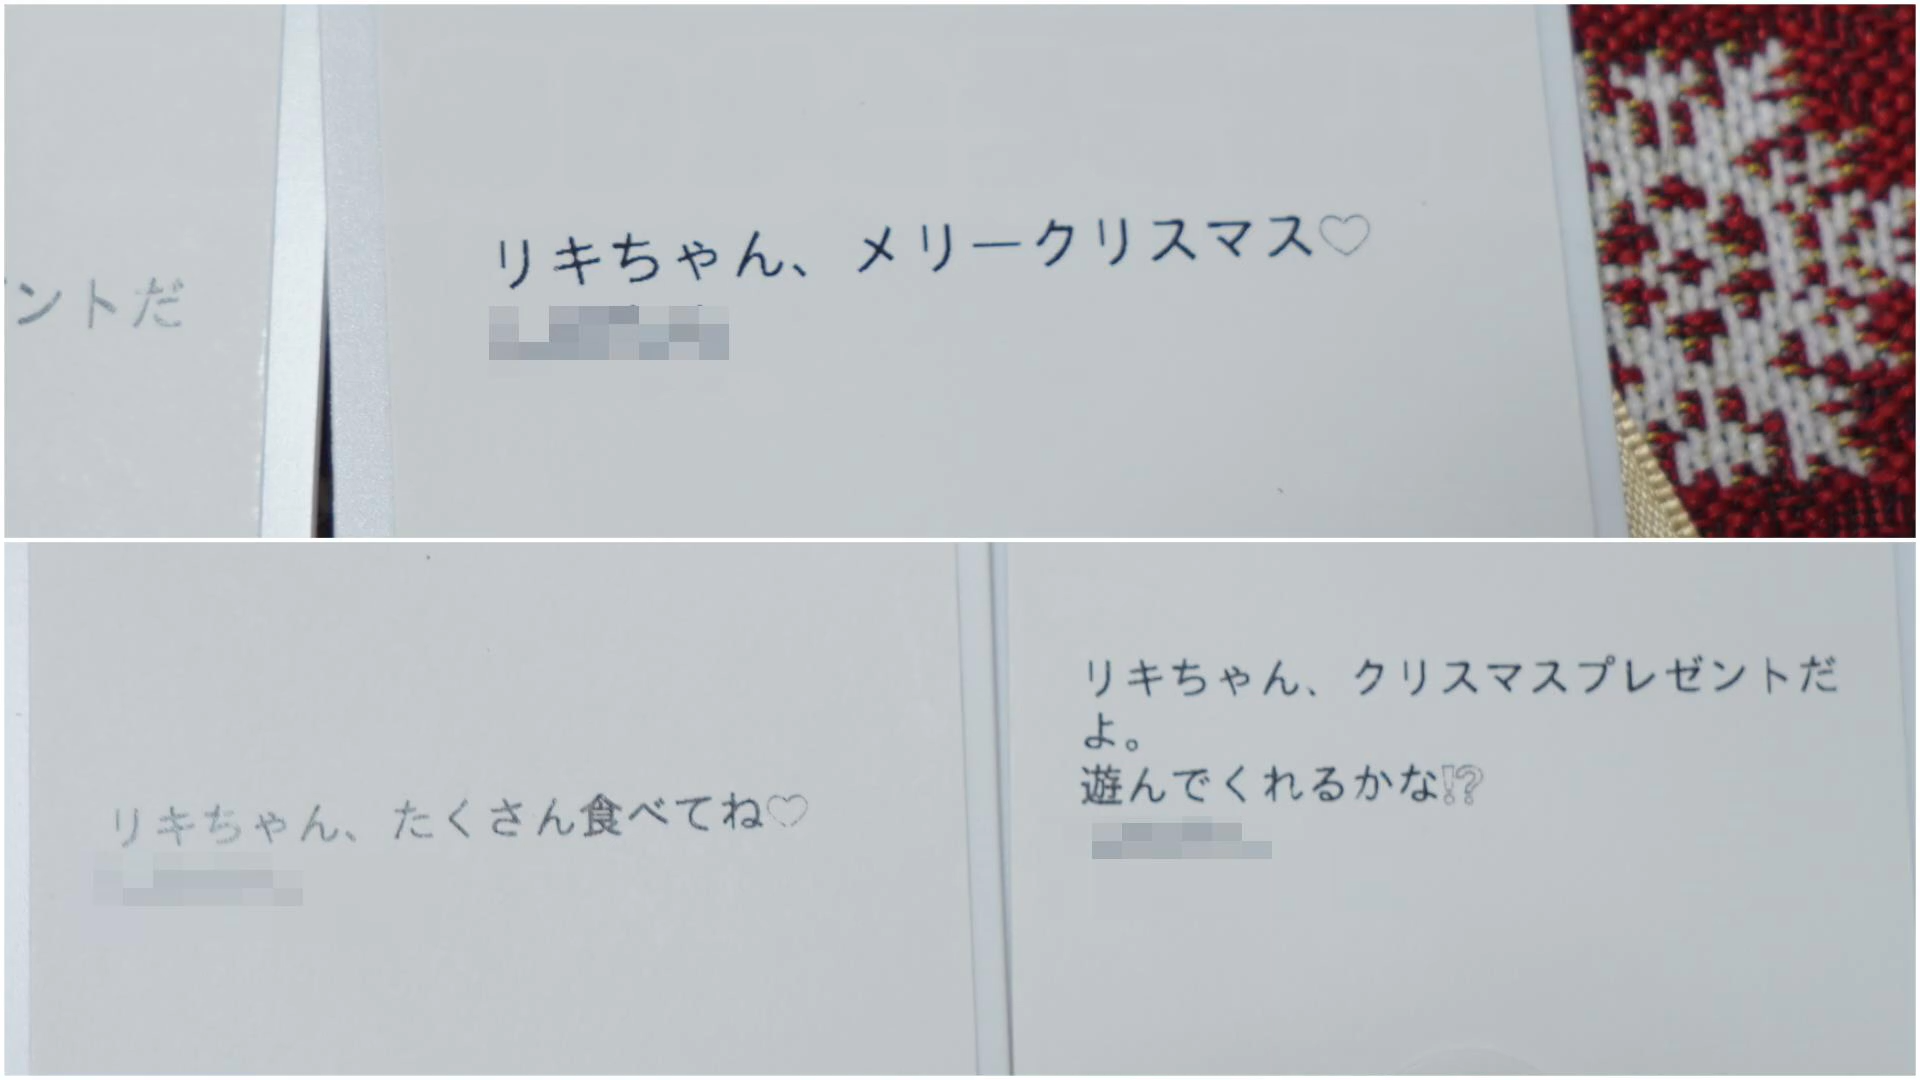 ントだ
リキちゃん、メリークリスマス♡
リキちゃん、たくさん食べてね♡
リキちゃん、クリスマスプレゼントだ
よ。
遊んでくれるかな⁉